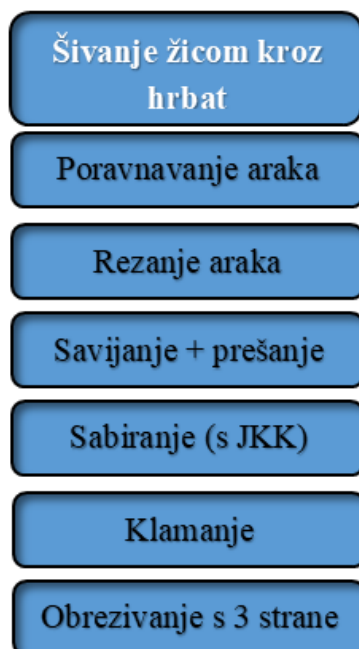 Šivanje žicom kroz
hrbat
Poravnavanje araka
Rezanje araka
Savijanje + prešanje
Sabiranje (s JKK)
Klamanje
Obrezivanje s 3 strane